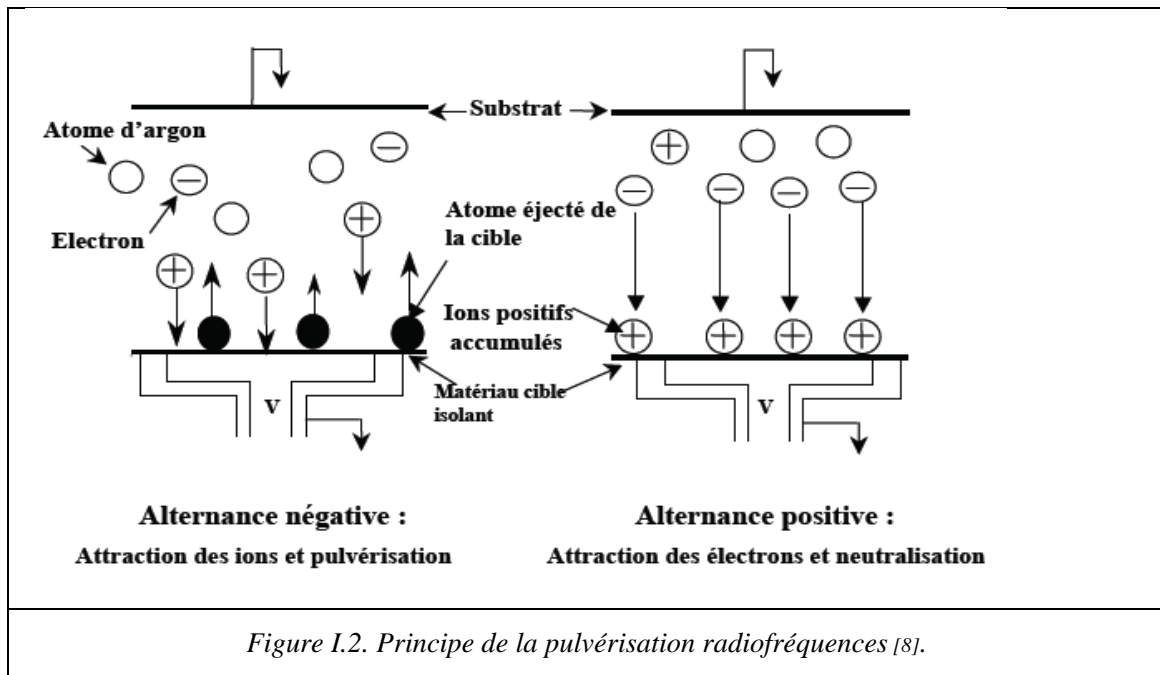 Substrat
Atome d'argon
Electron
Atome éjecté de
la cible
Ions positifs
accumulés
Matériau cible
isolant
V
V
Alternance négative :
Attraction des ions et pulvérisation
Alternance positive :
Attraction des électrons et neutralisation
Figure I.2. Principe de la pulvérisation radiofréquences [8].